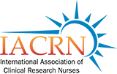 IACRN
International Association of
Clinical Research Nurses